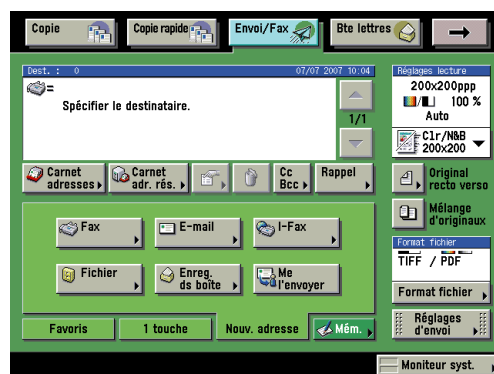 Copie
Copie rapide
Envoi/Fax
Bte lettres
Dest. : 0
07/07 2007 10:04
=
Spécifier le destinataire.
1/1
Réglages lecture
200x200ppp
/ 100 %
Auto
Clr/N&B
200x200
Carnet
adresses
Carnet
adr. rés.
Cc
Bcc
Rappel
Original
recto verso
Mélange
d'originaux
Fax
E-mail
I-Fax
Fichier
Enreg.
ds boîte
Me
l'envoyer
Format fichier
TIFF / PDF
Format fichier
Favoris
1 touche
Nouv. adresse
Mém.
Réglages
d'envoi
Moniteur syst.